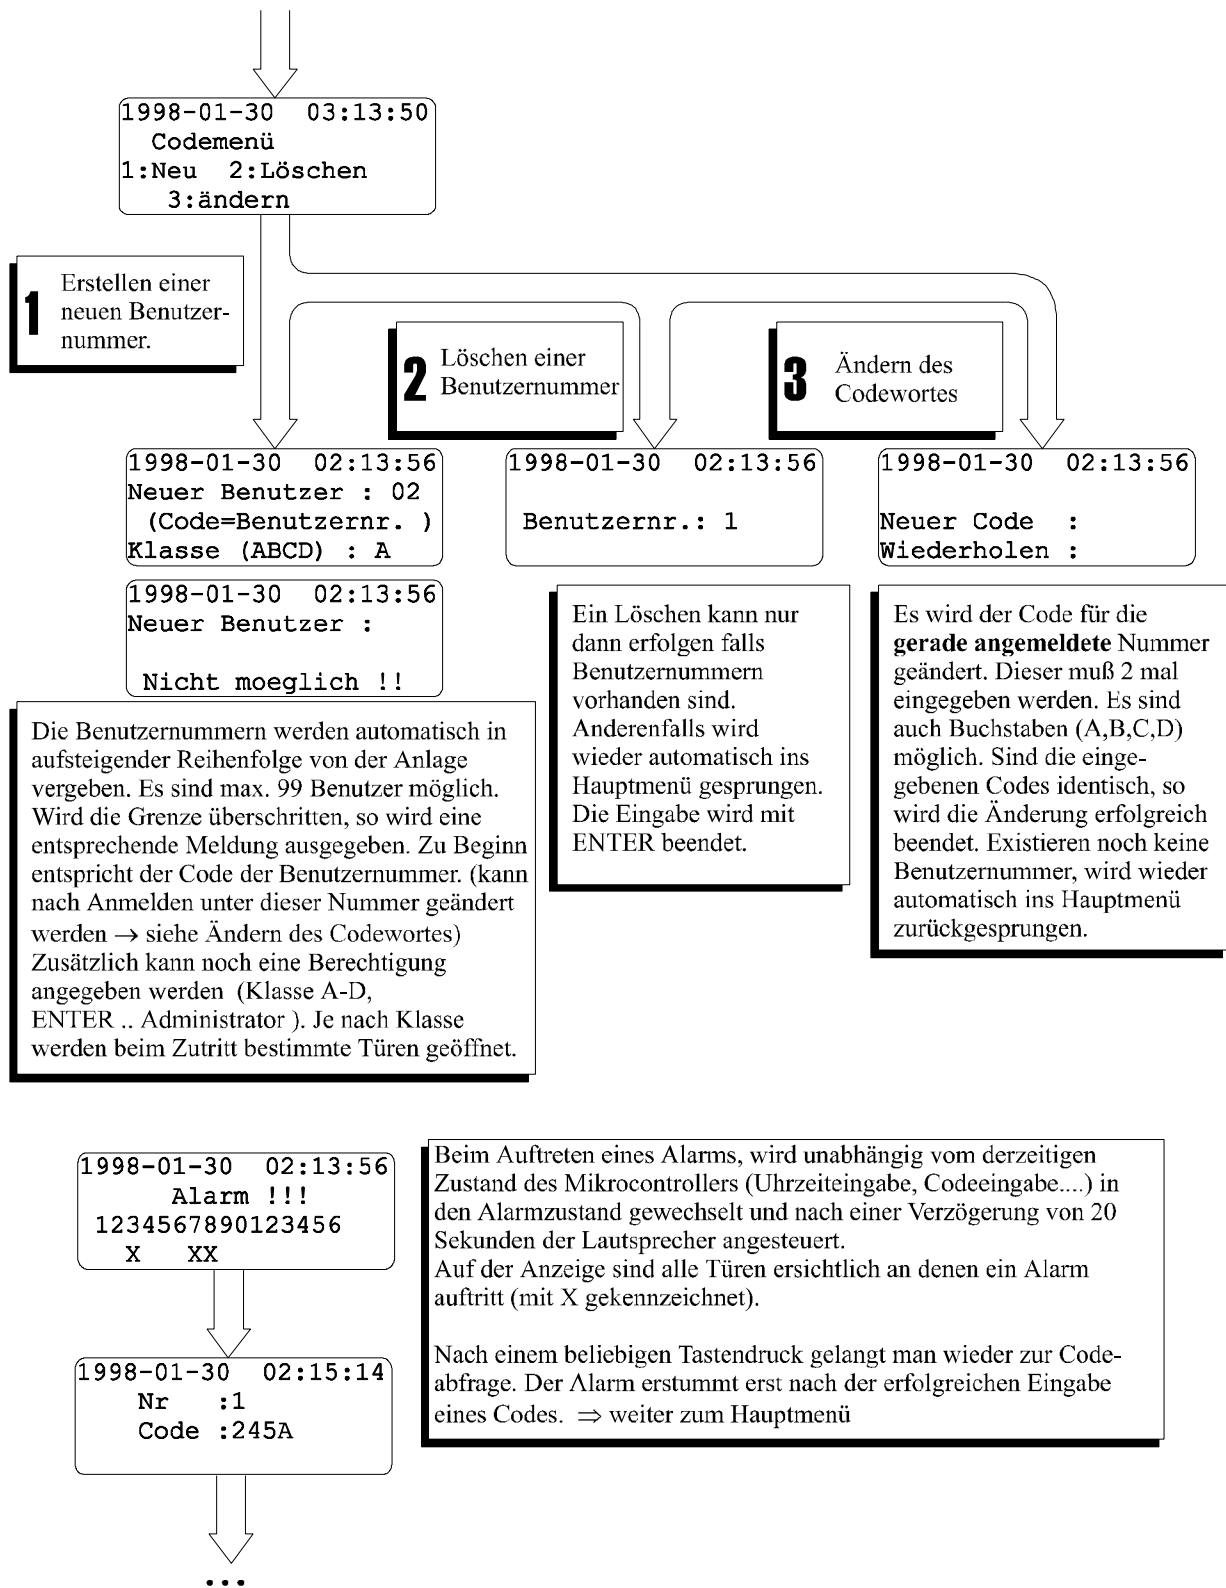 1998-01-30  03:13:50
Codemenü
1:Neu  2:Löschen
3:ändern
1
Erstellen einer
neuen Benutzer-
nummer.
2
Löschen einer
Benutzernummer
3
Ändern des
Codewortes
1998-01-30  02:13:56
Neuer Benutzer : 02
(Code=Benutzernr. )
Klasse (ABCD) : A
1998-01-30  02:13:56
Benutzernr.: 1
1998-01-30  02:13:56
Neuer Code  :
Wiederholen :
1998-01-30  02:13:56
Neuer Benutzer :
Nicht moeglich !!
Die Benutzernummern werden automatisch in
aufsteigender Reihenfolge von der Anlage
vergeben. Es sind max. 99 Benutzer möglich.
Wird die Grenze überschritten, so wird eine
entsprechende Meldung ausgegeben. Zu Beginn
entspricht der Code der Benutzernummer. (kann
nach Anmelden unter dieser Nummer geändert
werden → siehe Ändern des Codewortes)
Zusätzlich kann noch eine Berechtigung
angegeben werden  (Klasse A-D,
ENTER .. Administrator ). Je nach Klasse
werden beim Zutritt bestimmte Türen geöffnet.
Ein Löschen kann nur
dann erfolgen falls
Benutzernummern
vorhanden sind.
Anderenfalls wird
wieder automatisch ins
Hauptmenü gesprungen.
Die Eingabe wird mit
ENTER beendet.
Es wird der Code für die
gerade angemeldete Nummer
geändert. Dieser muß 2 mal
eingegeben werden. Es sind
auch Buchstaben (A,B,C,D)
möglich. Sind die einge-
gebenen Codes identisch, so
wird die Änderung erfolgreich
beendet. Existieren noch keine
Benutzernummer, wird wieder
automatisch ins Hauptmenü
zurückgesprungen.
1998-01-30  02:13:56
Alarm !!!
1234567890123456
X   XX
Beim Auftreten eines Alarms, wird unabhängig vom derzeitigen
Zustand des Mikrocontrollers (Uhrzeiteingabe, Codeeingabe....) in
den Alarmzustand gewechselt und nach einer Verzögerung von 20
Sekunden der Lautsprecher angesteuert.
Auf der Anzeige sind alle Türen ersichtlich an denen ein Alarm
auftritt (mit X gekennzeichnet).
Nach einem beliebigen Tastendruck gelangt man wieder zur Code-
abfrage. Der Alarm erstummt erst nach der erfolgreichen Eingabe
eines Codes.  ⇒ weiter zum Hauptmenü
1998-01-30  02:15:14
Nr   :1
Code :245A
...